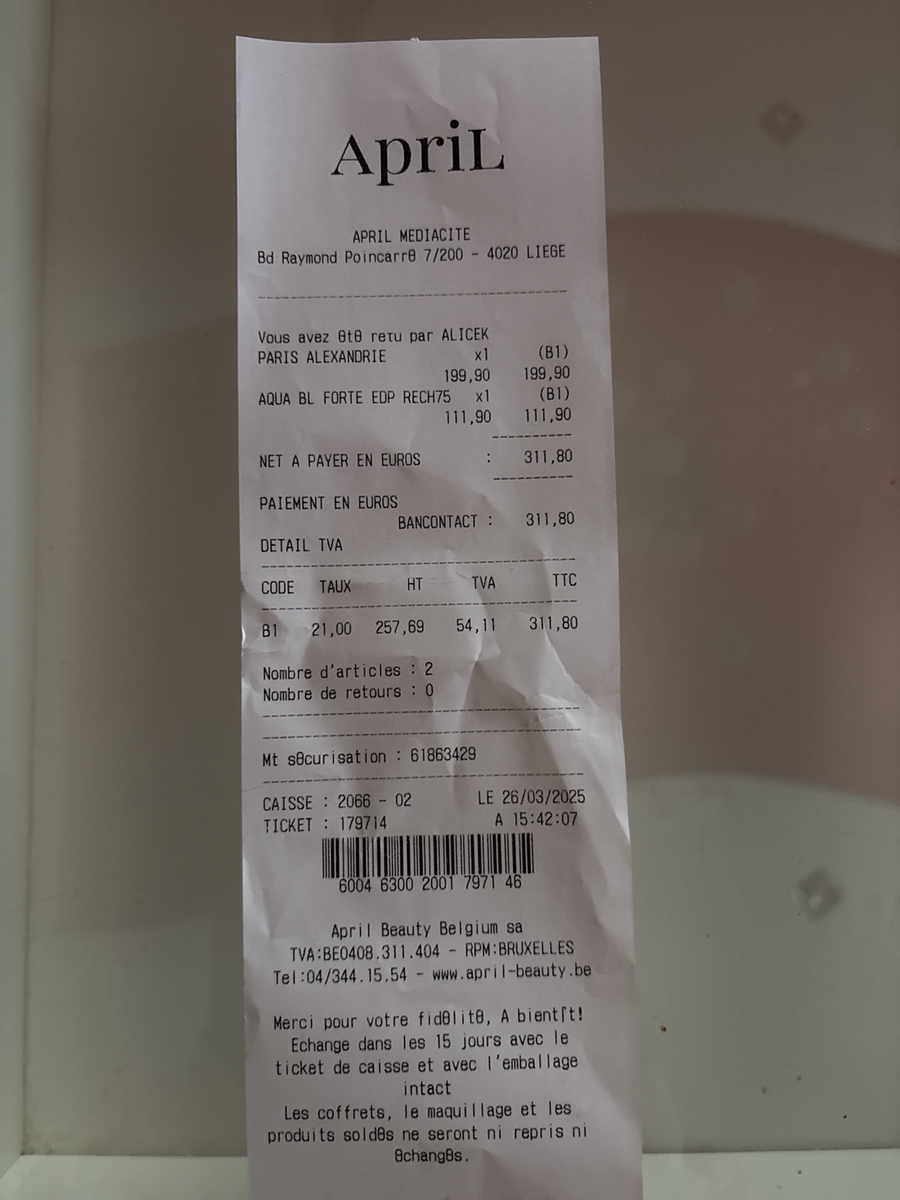 ApriL
APRIL MEDIACITE
Bd Raymond Poincarrθ 7/200 - 4020 LIEGE
Vous avez θtθ reτu par ALICEK
PARIS ALEXANDRIE x1 (B1)
199,90 199,90
AQUA BL FORTE EDP RECH75 x1 (B1)
111,90 111,90
NET A PAYER EN EUROS : 311,80
PAIEMENT EN EUROS
BANCONTACT : 311,80
DETAIL TVA
CODE TAUX HT TVA TTC
B1 21,00 257,69 54,11 311,80
Nombre d'articles : 2
Nombre de retours : 0
Mt sθcurisation : 61863429
CAISSE : 2066 - 02 LE 26/03/2025
TICKET : 179714 A 15:42:07
6004 6300 2001 7971 46
April Beauty Belgium sa
TVA:BE0408.311.404 - RPM:BRUXELLES
Tel:04/344.15.54 - www.april-beauty.be
Merci pour votre fidθlitθ, A bient⌠t!
Echange dans les 15 jours avec le
ticket de caisse et avec l'emballage
intact
Les coffrets, le maquillage et les
produits soldθs ne seront ni repris ni
θchangθs.